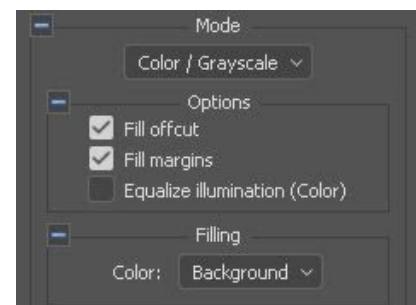 Mode
Color / Grayscale
Options
Fill offcut
Fill margins
Equalize illumination (Color)
Filling
Color: Background